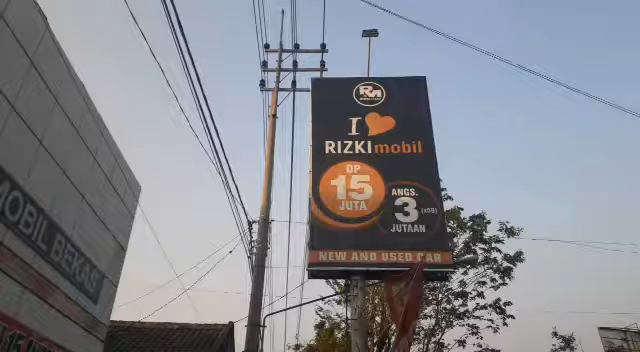 RM
I
RIZKI mobil
DP
15
JUTA
ANGS.
3 (x59)
JUTAAN
NEW AND USED CAR
MOBIL BEKAS